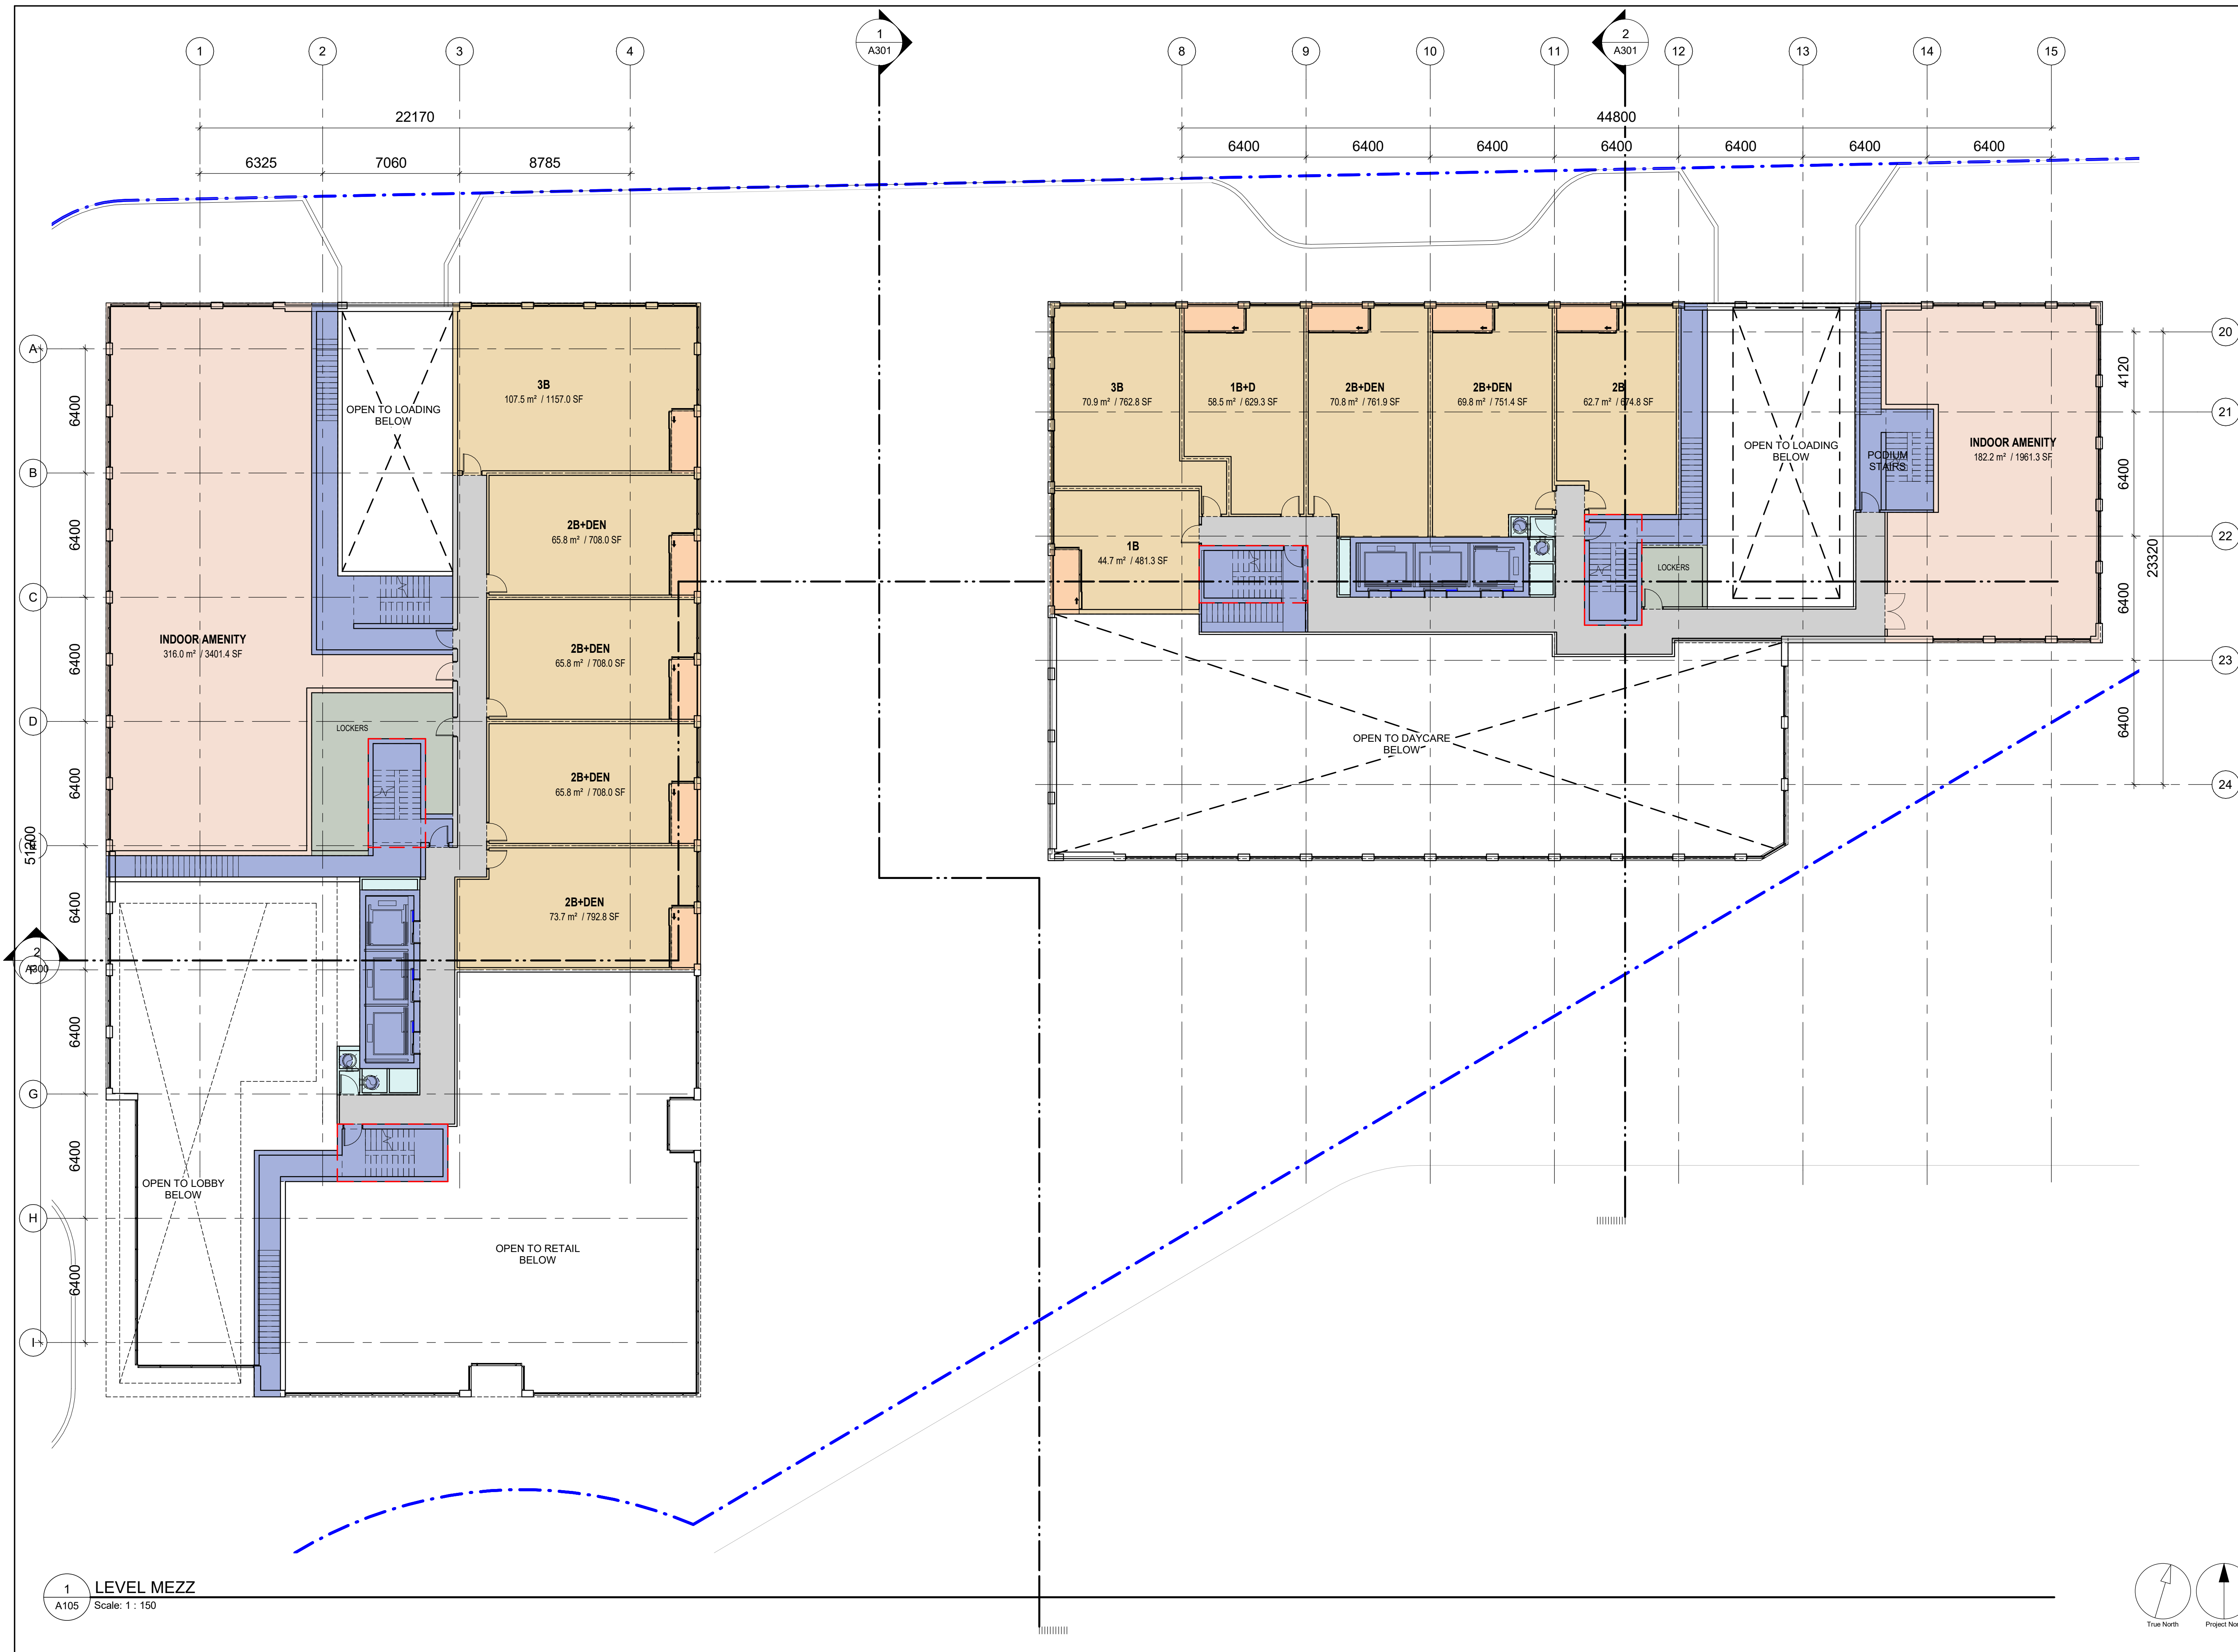 1
2
3
4
1
A301
8
9
10
11
2
A301
12
13
14
15
22170
44800
6325
7060
8785
6400
6400
6400
6400
6400
6400
6400
A
B
C
D
F
G
H
I
6400
6400
6400
6400
6400
6400
6400
6400
51200
2
A300
20
21
22
23
24
4120
6400
6400
6400
23320
OPEN TO LOADING
BELOW
3B
107.5 m² / 1157.0 SF
2B+DEN
65.8 m² / 708.0 SF
2B+DEN
65.8 m² / 708.0 SF
2B+DEN
65.8 m² / 708.0 SF
2B+DEN
73.7 m² / 792.8 SF
INDOOR AMENITY
316.0 m² / 3401.4 SF
LOCKERS
OPEN TO LOBBY
BELOW
OPEN TO RETAIL
BELOW
3B
70.9 m² / 762.8 SF
1B+D
58.5 m² / 629.3 SF
2B+DEN
70.8 m² / 761.9 SF
2B+DEN
69.8 m² / 751.4 SF
2B
62.7 m² / 674.8 SF
1B
44.7 m² / 481.3 SF
LOCKERS
OPEN TO LOADING
BELOW
PODIUM
STAIRS
INDOOR AMENITY
182.2 m² / 1961.3 SF
OPEN TO DAYCARE
BELOW
1
A105
LEVEL MEZZ
Scale: 1 : 150
True North
Project Nor